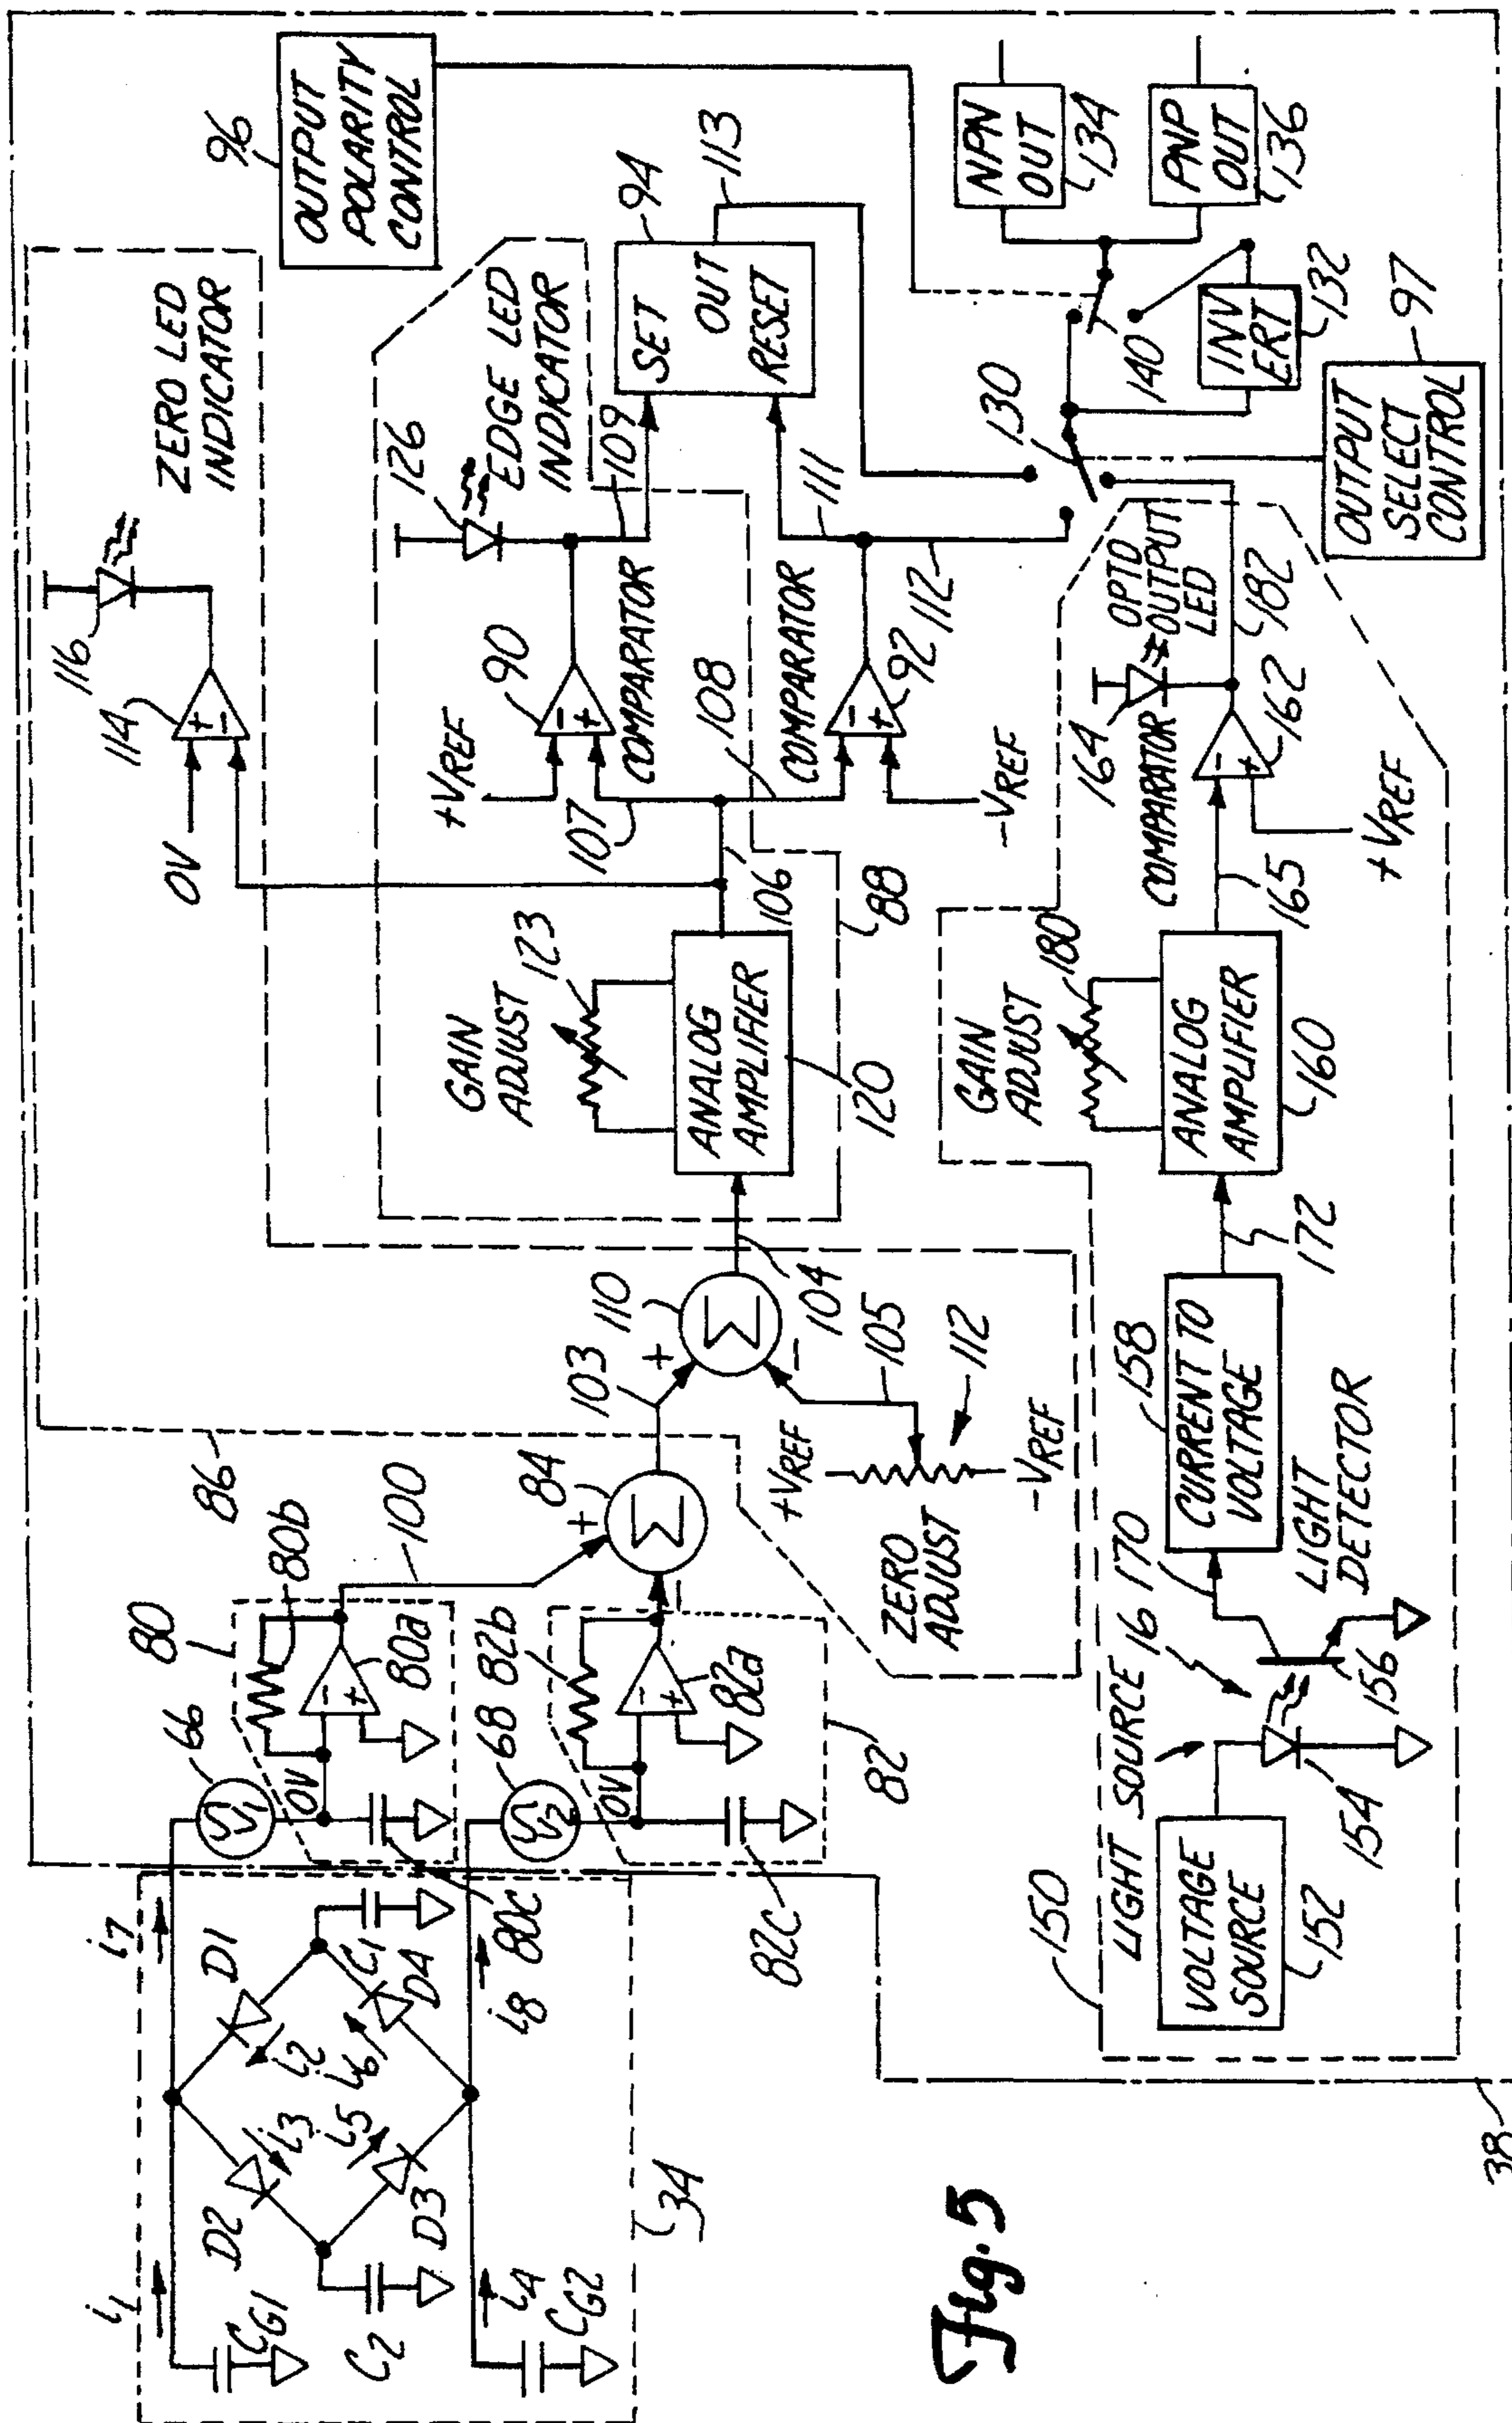 96
OUTPUT
POLARITY
CONTROL
ZERO LED
INDICATOR
116
114
0V
86
126
EDGE LED
INDICATOR
94
113
SET
OUT
RESET
109
111
90
+VREF
COMPARATOR
107
108
COMPARATOR
92
112
-VREF
106
88
GAIN
ADJUST
123
ANALOG
AMPLIFIER
120
NPN
OUT
134
PNP
OUT
136
130
140
INV
ERT
132
OUTPUT
SELECT
CONTROL
97
110
Σ
+
-
103
104
105
112
+VREF
-VREF
ZERO
ADJUST
84
+
Σ
-
100
80
80b
80a
66
V1
0V
80c
68
V2
82b
82a
0V
82
82c
i7
D1
i2
C1
D4
i6
i8
i1
CG1
D2
i3
i5
C2
D3
i4
CG2
34
150
LIGHT SOURCE
16
VOLTAGE
SOURCE
152
154
156
LIGHT
DETECTOR
170
158
CURRENT TO
VOLTAGE
172
GAIN
ADJUST
180
ANALOG
AMPLIFIER
160
165
COMPARATOR
164
OPTO
OUTPUT
LED
162
182
+VREF
38
Fig. 5